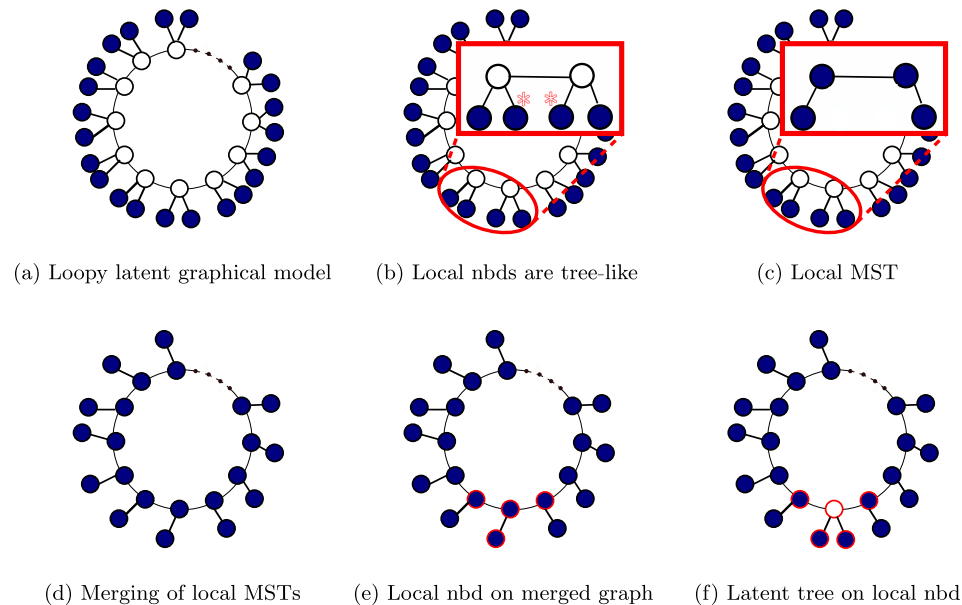 (a) Loopy latent graphical model
(b) Local nbds are tree-like
(c) Local MST
(d) Merging of local MSTs
(e) Local nbd on merged graph
(f) Latent tree on local nbd